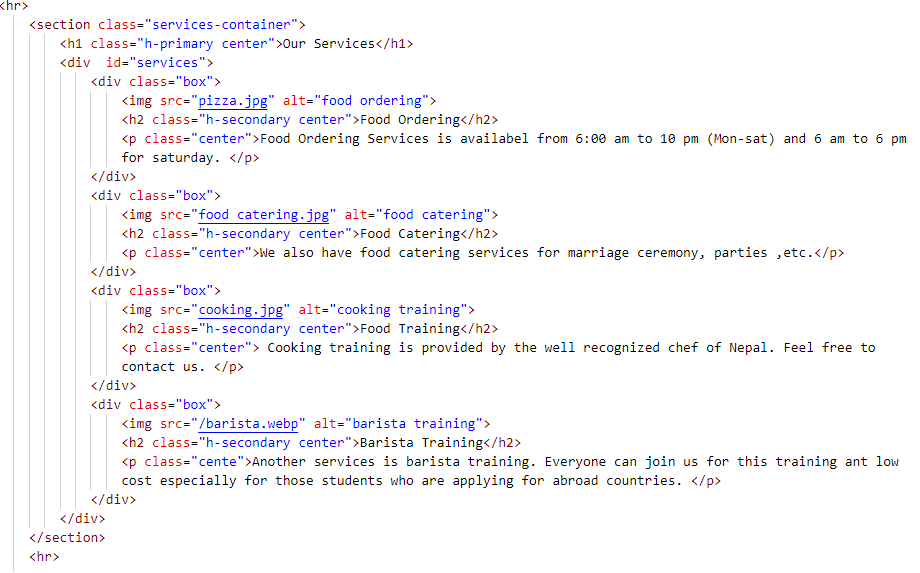 <hr>
<section class="services-container">
<h1 class="h-primary center">Our Services</h1>
<div  id="services">
<div class="box">
<img src="pizza.jpg" alt="food ordering">
<h2 class="h-secondary center">Food Ordering</h2>
<p class="center">Food Ordering Services is availabel from 6:00 am to 10 pm (Mon-sat) and 6 am to 6 pm
for saturday. </p>
</div>
<div class="box">
<img src="food catering.jpg" alt="food catering">
<h2 class="h-secondary center">Food Catering</h2>
<p class="center">We also have food catering services for marriage ceremony, parties ,etc.</p>
</div>
<div class="box">
<img src="cooking.jpg" alt="cooking training">
<h2 class="h-secondary center">Food Training</h2>
<p class="center"> Cooking training is provided by the well recognized chef of Nepal. Feel free to
contact us. </p>
</div>
<div class="box">
<img src="/barista.webp" alt="barista training">
<h2 class="h-secondary center">Barista Training</h2>
<p class="cente">Another services is barista training. Everyone can join us for this training ant low
cost especially for those students who are applying for abroad countries. </p>
</div>
</div>
</section>
<hr>